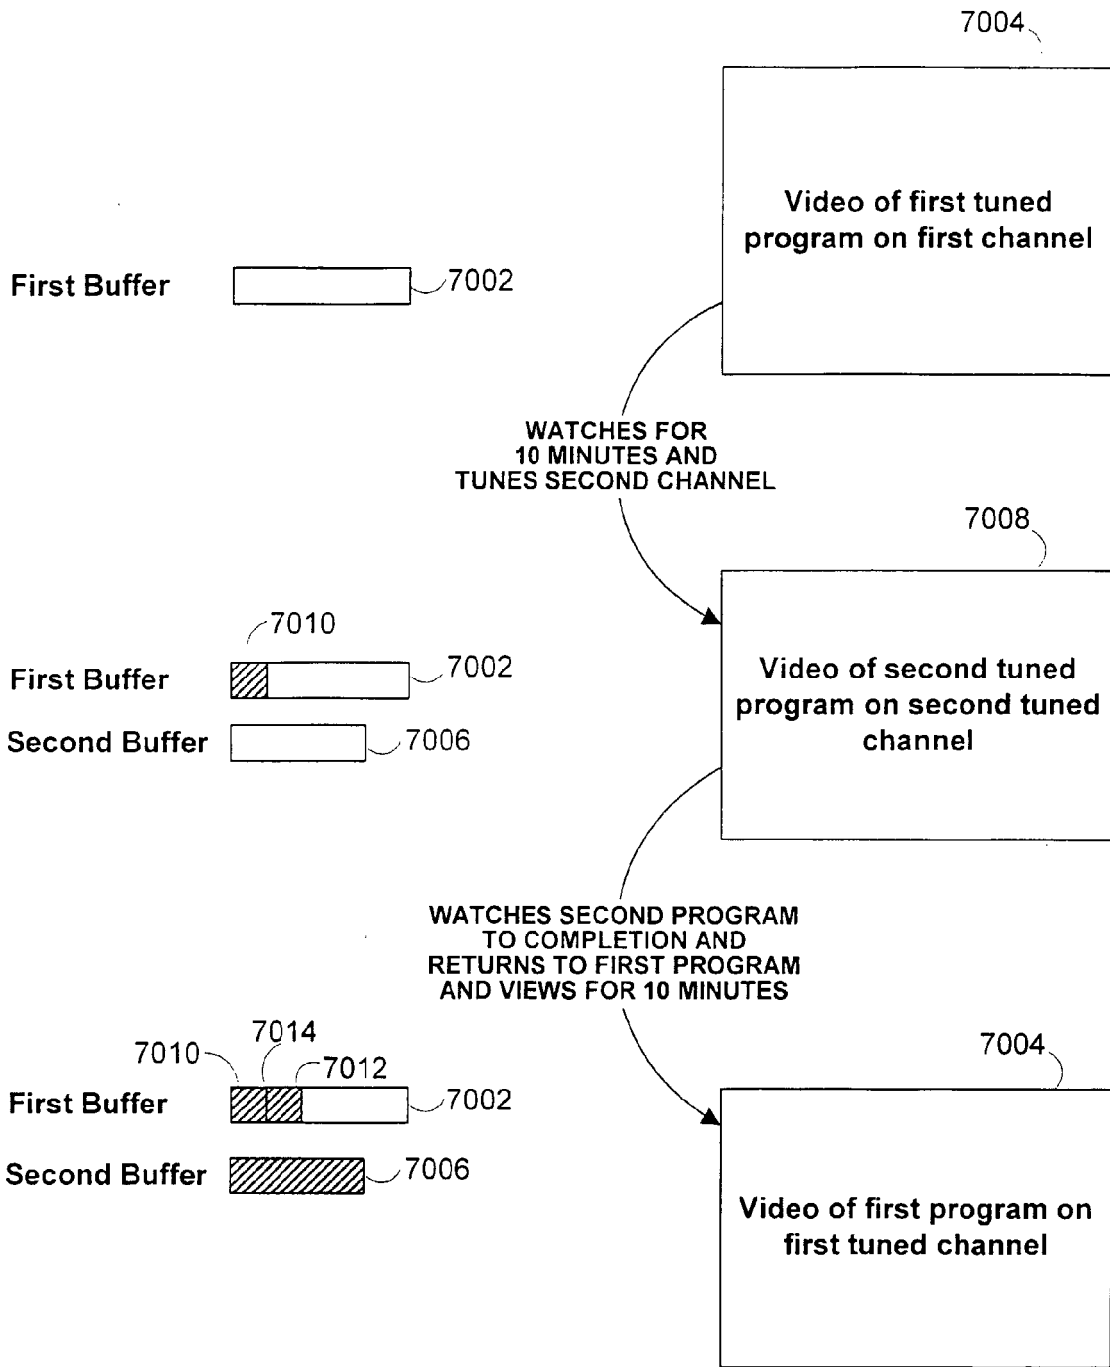 7004
Video of first tuned
program on first channel
First Buffer
7002
WATCHES FOR
10 MINUTES AND
TUNES SECOND CHANNEL
7008
7010
First Buffer
7002
Second Buffer
7006
Video of second tuned
program on second tuned
channel
WATCHES SECOND PROGRAM
TO COMPLETION AND
RETURNS TO FIRST PROGRAM
AND VIEWS FOR 10 MINUTES
7014
7010
7012
7004
First Buffer
7002
Second Buffer
7006
Video of first program on
first tuned channel